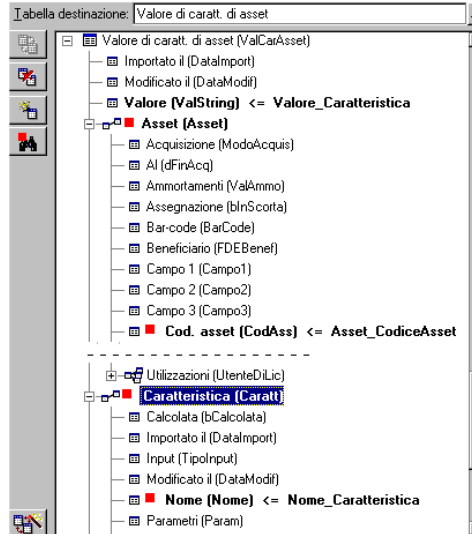 Tabella destinazione: Valore di caratt. di asset
Valore di caratt. di asset (ValCarAsset)
Importato il (DataImport)
Modificato il (DataModif)
Valore (ValString) <= Valore_Caratteristica
Asset (Asset)
Acquisizione (ModoAcquis)
Al (dFinAcq)
Ammortamenti (ValAmmo)
Assegnazione (bInScorta)
Bar-code (BarCode)
Beneficiario (FDEBenef)
Campo 1 (Campo1)
Campo 2 (Campo2)
Campo 3 (Campo3)
Cod. asset (CodAss) <= Asset_CodiceAsset
Utilizzazioni (UtenteDiLic)
Caratteristica (Caratt)
Calcolata (bCalcolata)
Importato il (DataImport)
Input (TipoInput)
Modificato il (DataModif)
Nome (Nome) <= Nome_Caratteristica
Parametri (Param)